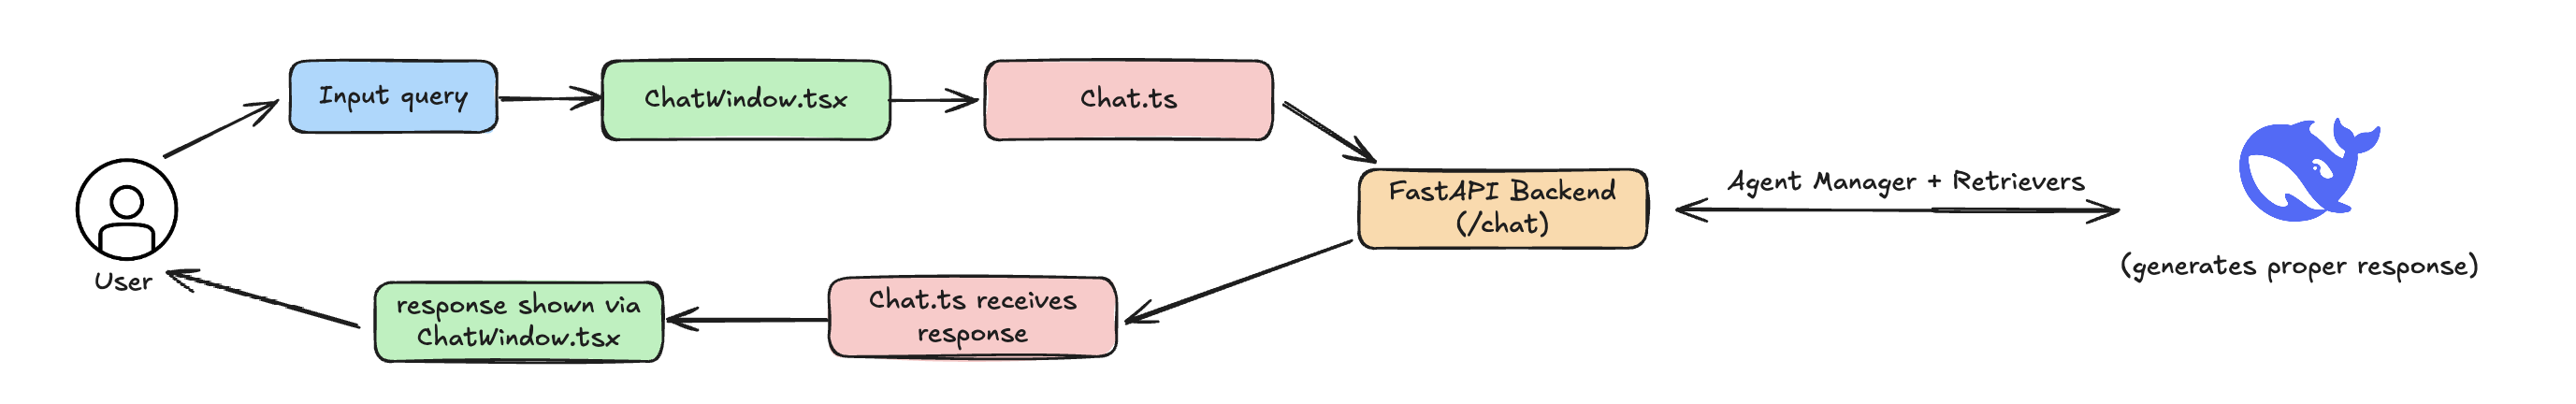 Input query
ChatWindow.tsx
Chat.ts
FastAPI Backend
(/chat)
Agent Manager + Retrievers
(generates proper response)
Chat.ts receives
response
response shown via
ChatWindow.tsx
User